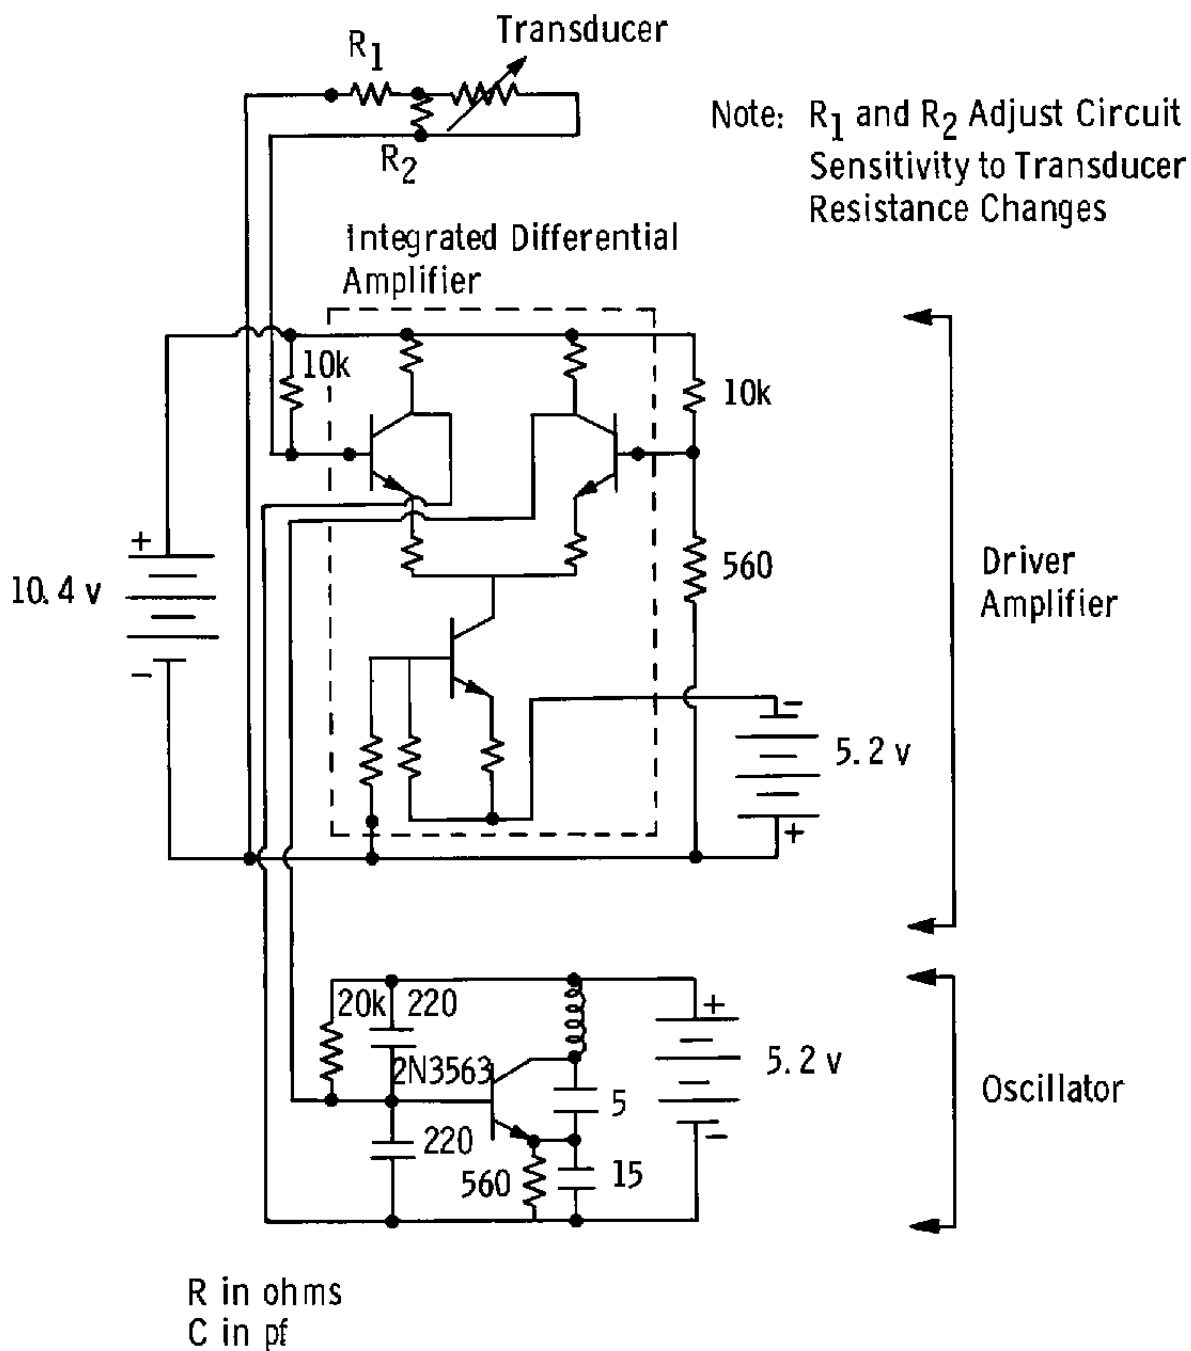 Transducer
R1
R2
Note: R1 and R2 Adjust Circuit
Sensitivity to Transducer
Resistance Changes
Integrated Differential
Amplifier
10k
10k
+
10.4 v
-
560
Driver
Amplifier
-
5.2 v
+
20k
220
2N3563
220
560
5
15
+
5.2 v
-
Oscillator
R in ohms
C in pf